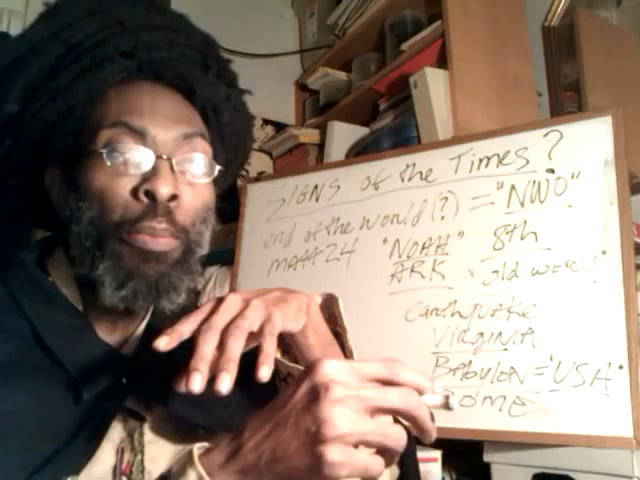 SIGNS of the Times?
end of the world(?) = "NWO"
MATT 24 "NOAH" 8th
ARK "old world"
earthquake
VIRGINIA
Babylon = "USA"
ROME